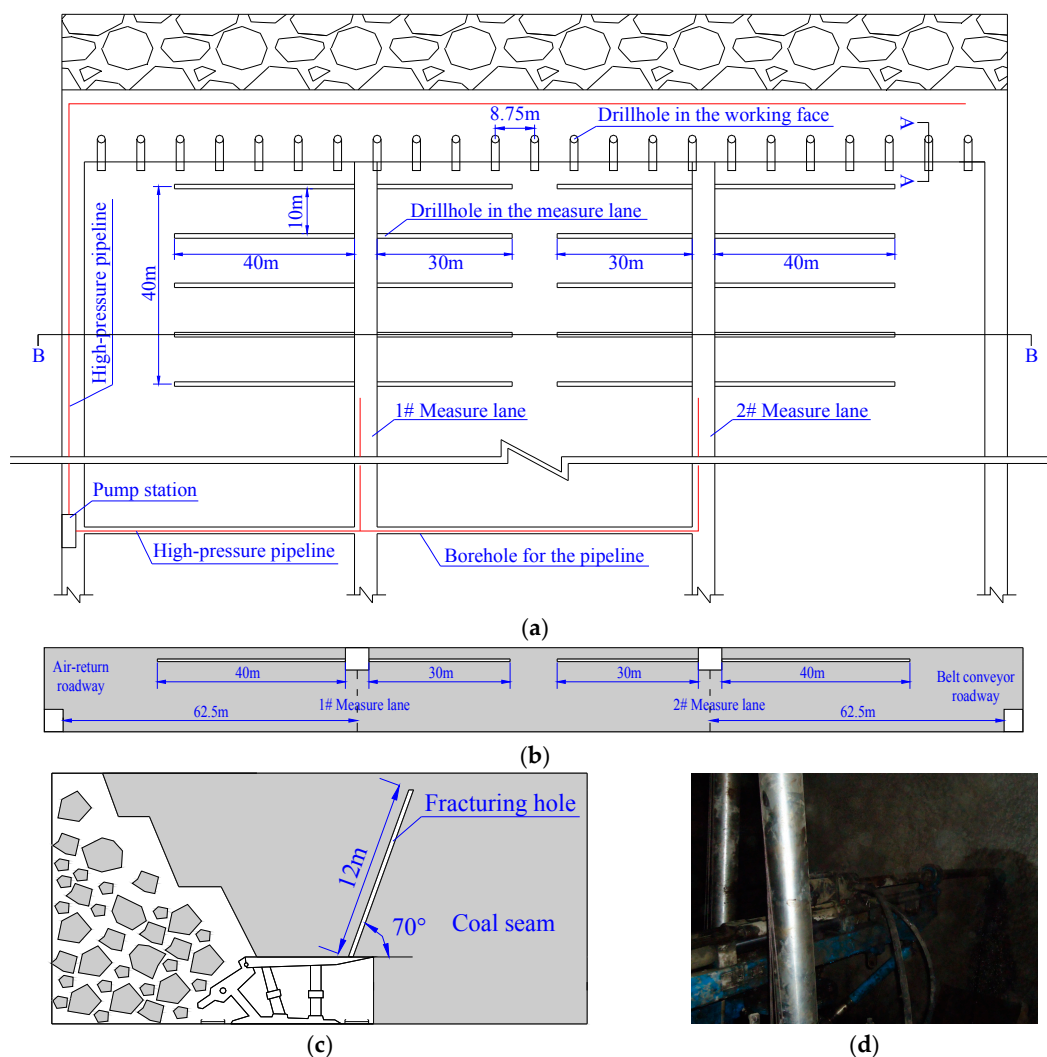 8.75m
Drillhole in the working face
A
A
10m
Drillhole in the measure lane
40m
30m
30m
40m
40m
High-pressure pipeline
B
B
1# Measure lane
2# Measure lane
Pump station
High-pressure pipeline
Borehole for the pipeline
(a)
Air-return
roadway
40m
30m
30m
40m
Belt conveyor
roadway
1# Measure lane
2# Measure lane
62.5m
62.5m
(b)
Fracturing hole
12m
70°
Coal seam
(c)
(d)